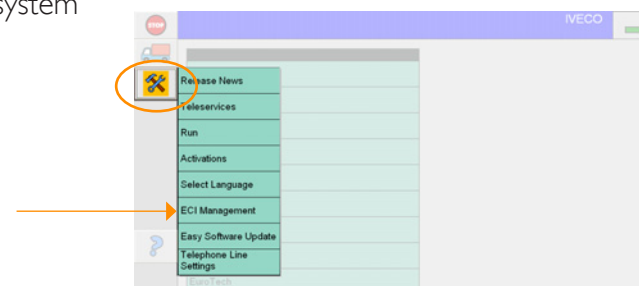 system
STOP
IVECO
Release News
Teleservices
Run
Activations
Select Language
ECI Management
Easy Software Update
Telephone Line
Settings
EuroTech